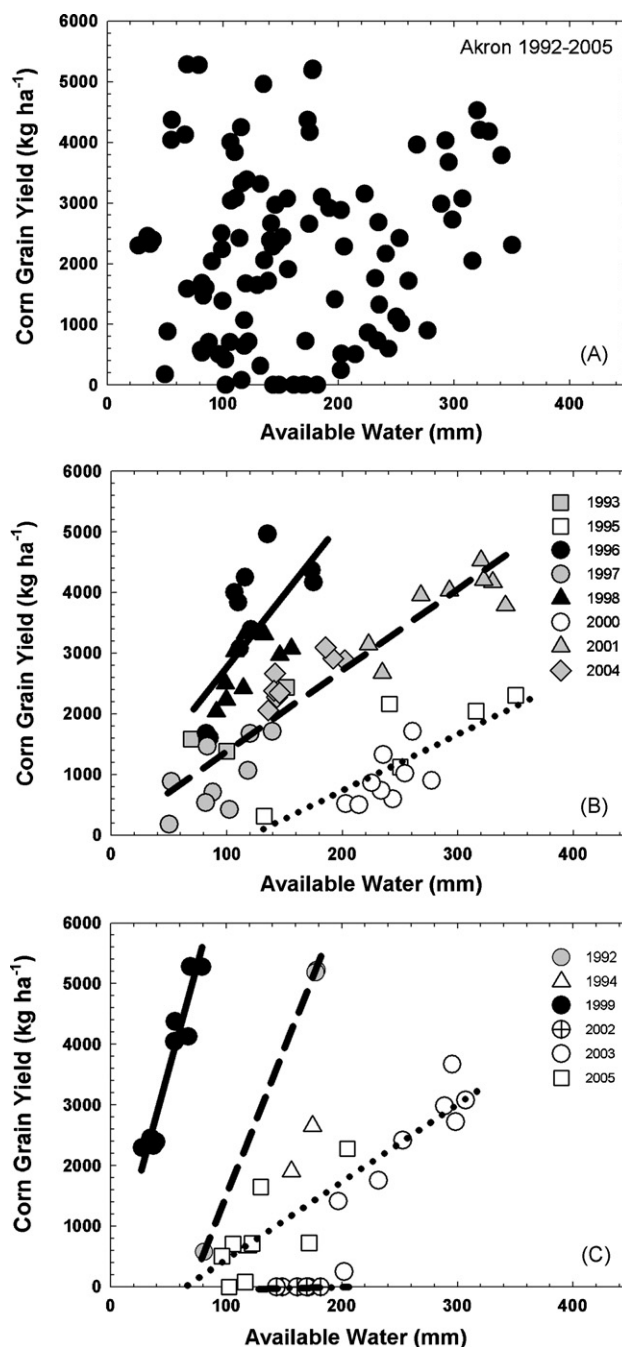 Akron 1992-2005
6000
5000
4000
3000
2000
1000
0
Corn Grain Yield (kg ha-1)
(A)
0 100 200 300 400
Available Water (mm)
6000
5000
4000
3000
2000
1000
0
Corn Grain Yield (kg ha-1)
1993
1995
1996
1997
1998
2000
2001
2004
(B)
0 100 200 300 400
Available Water (mm)
6000
5000
4000
3000
2000
1000
0
Corn Grain Yield (kg ha-1)
1992
1994
1999
2002
2003
2005
(C)
0 100 200 300 400
Available Water (mm)